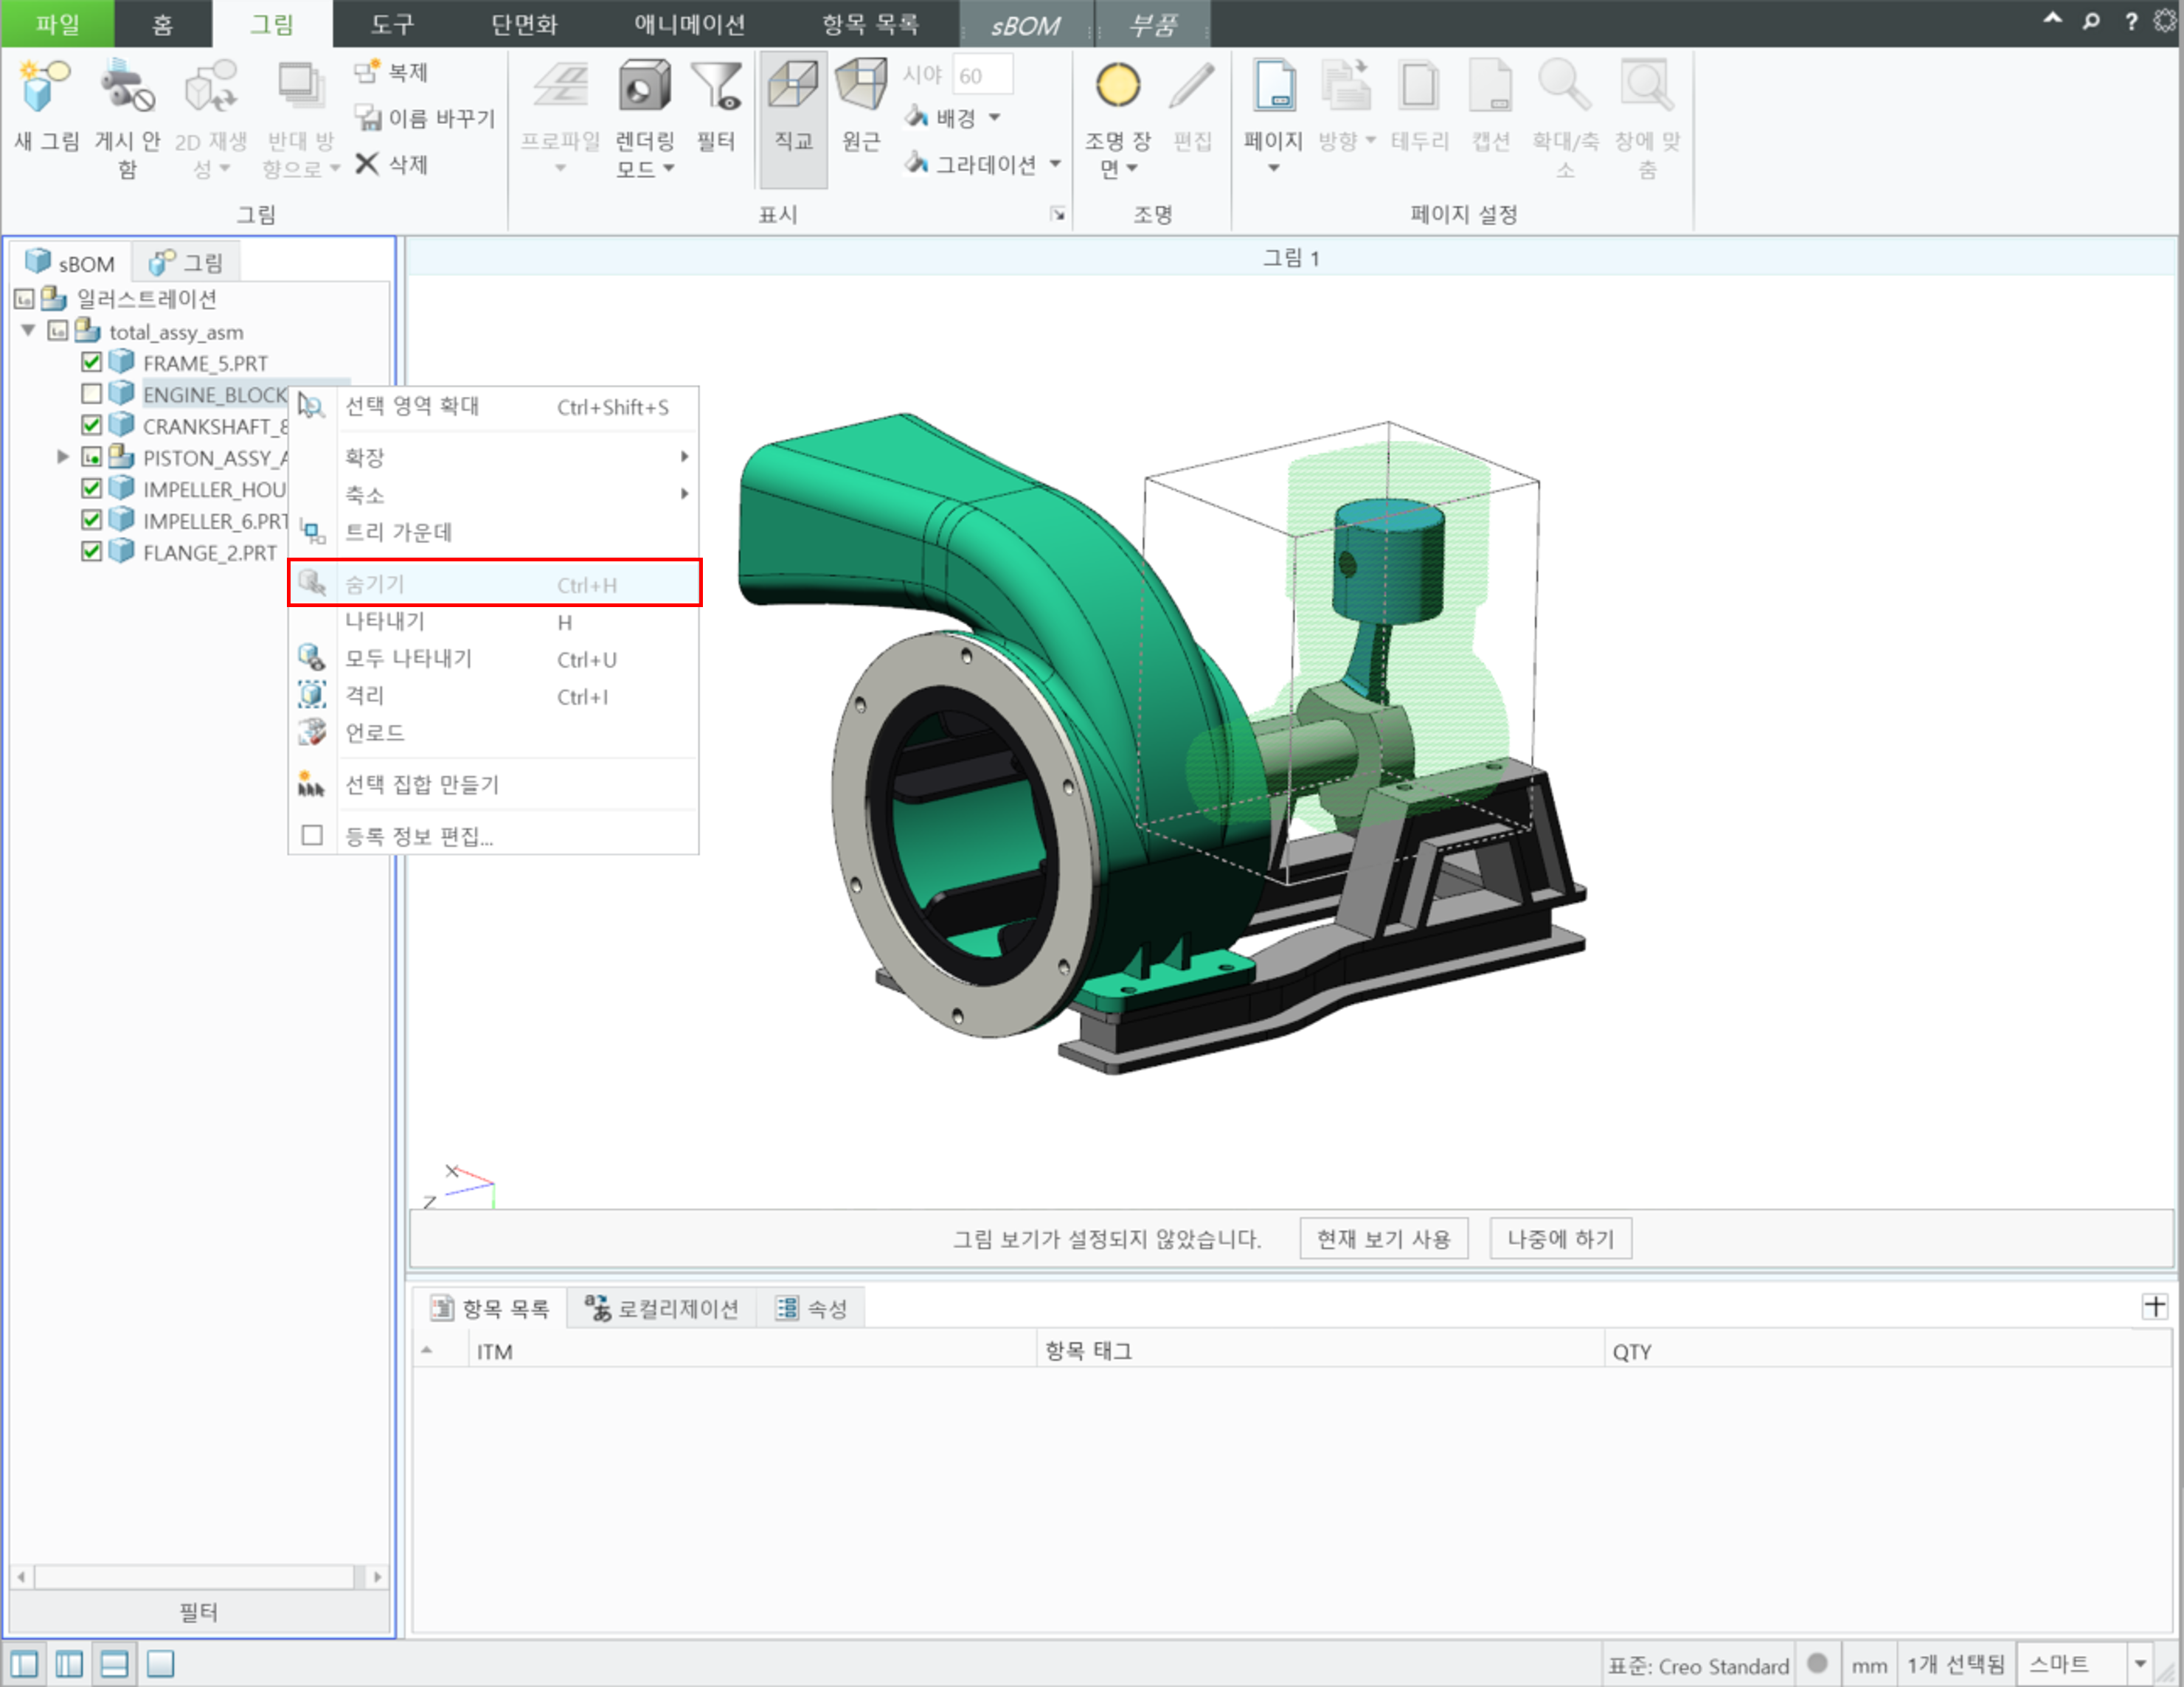 파일 홈 그림 도구 단면화 애니메이션 항목 목록 sBOM 부품 ?
새 그림
게시 안
함
2D 재생
성
반대 방
향으로
복제
이름 바꾸기
삭제
그림
프로파일
렌더링
모드
필터
직교
원근
시야 60
배경
그라데이션
표시
조명 장
면
편집
조명
페이지
방향
테두리
캡션
확대/축
소
창에 맞
춤
페이지 설정
sBOM 그림
일러스트레이션
total_assy_asm
FRAME_5.PRT
ENGINE_BLOCK
CRANKSHAFT_8
PISTON_ASSY_A
IMPELLER_HOU
IMPELLER_6.PRT
FLANGE_2.PRT
필터
선택 영역 확대 Ctrl+Shift+S
확장
축소
트리 가운데
숨기기 Ctrl+H
나타내기 H
모두 나타내기 Ctrl+U
격리 Ctrl+I
언로드
선택 집합 만들기
등록 정보 편집...
그림 1
X
Z
그림 보기가 설정되지 않았습니다. 현재 보기 사용 나중에 하기
항목 목록 로컬리제이션 속성
ITM 항목 태그 QTY
표준: Creo Standard mm 1개 선택됨 스마트